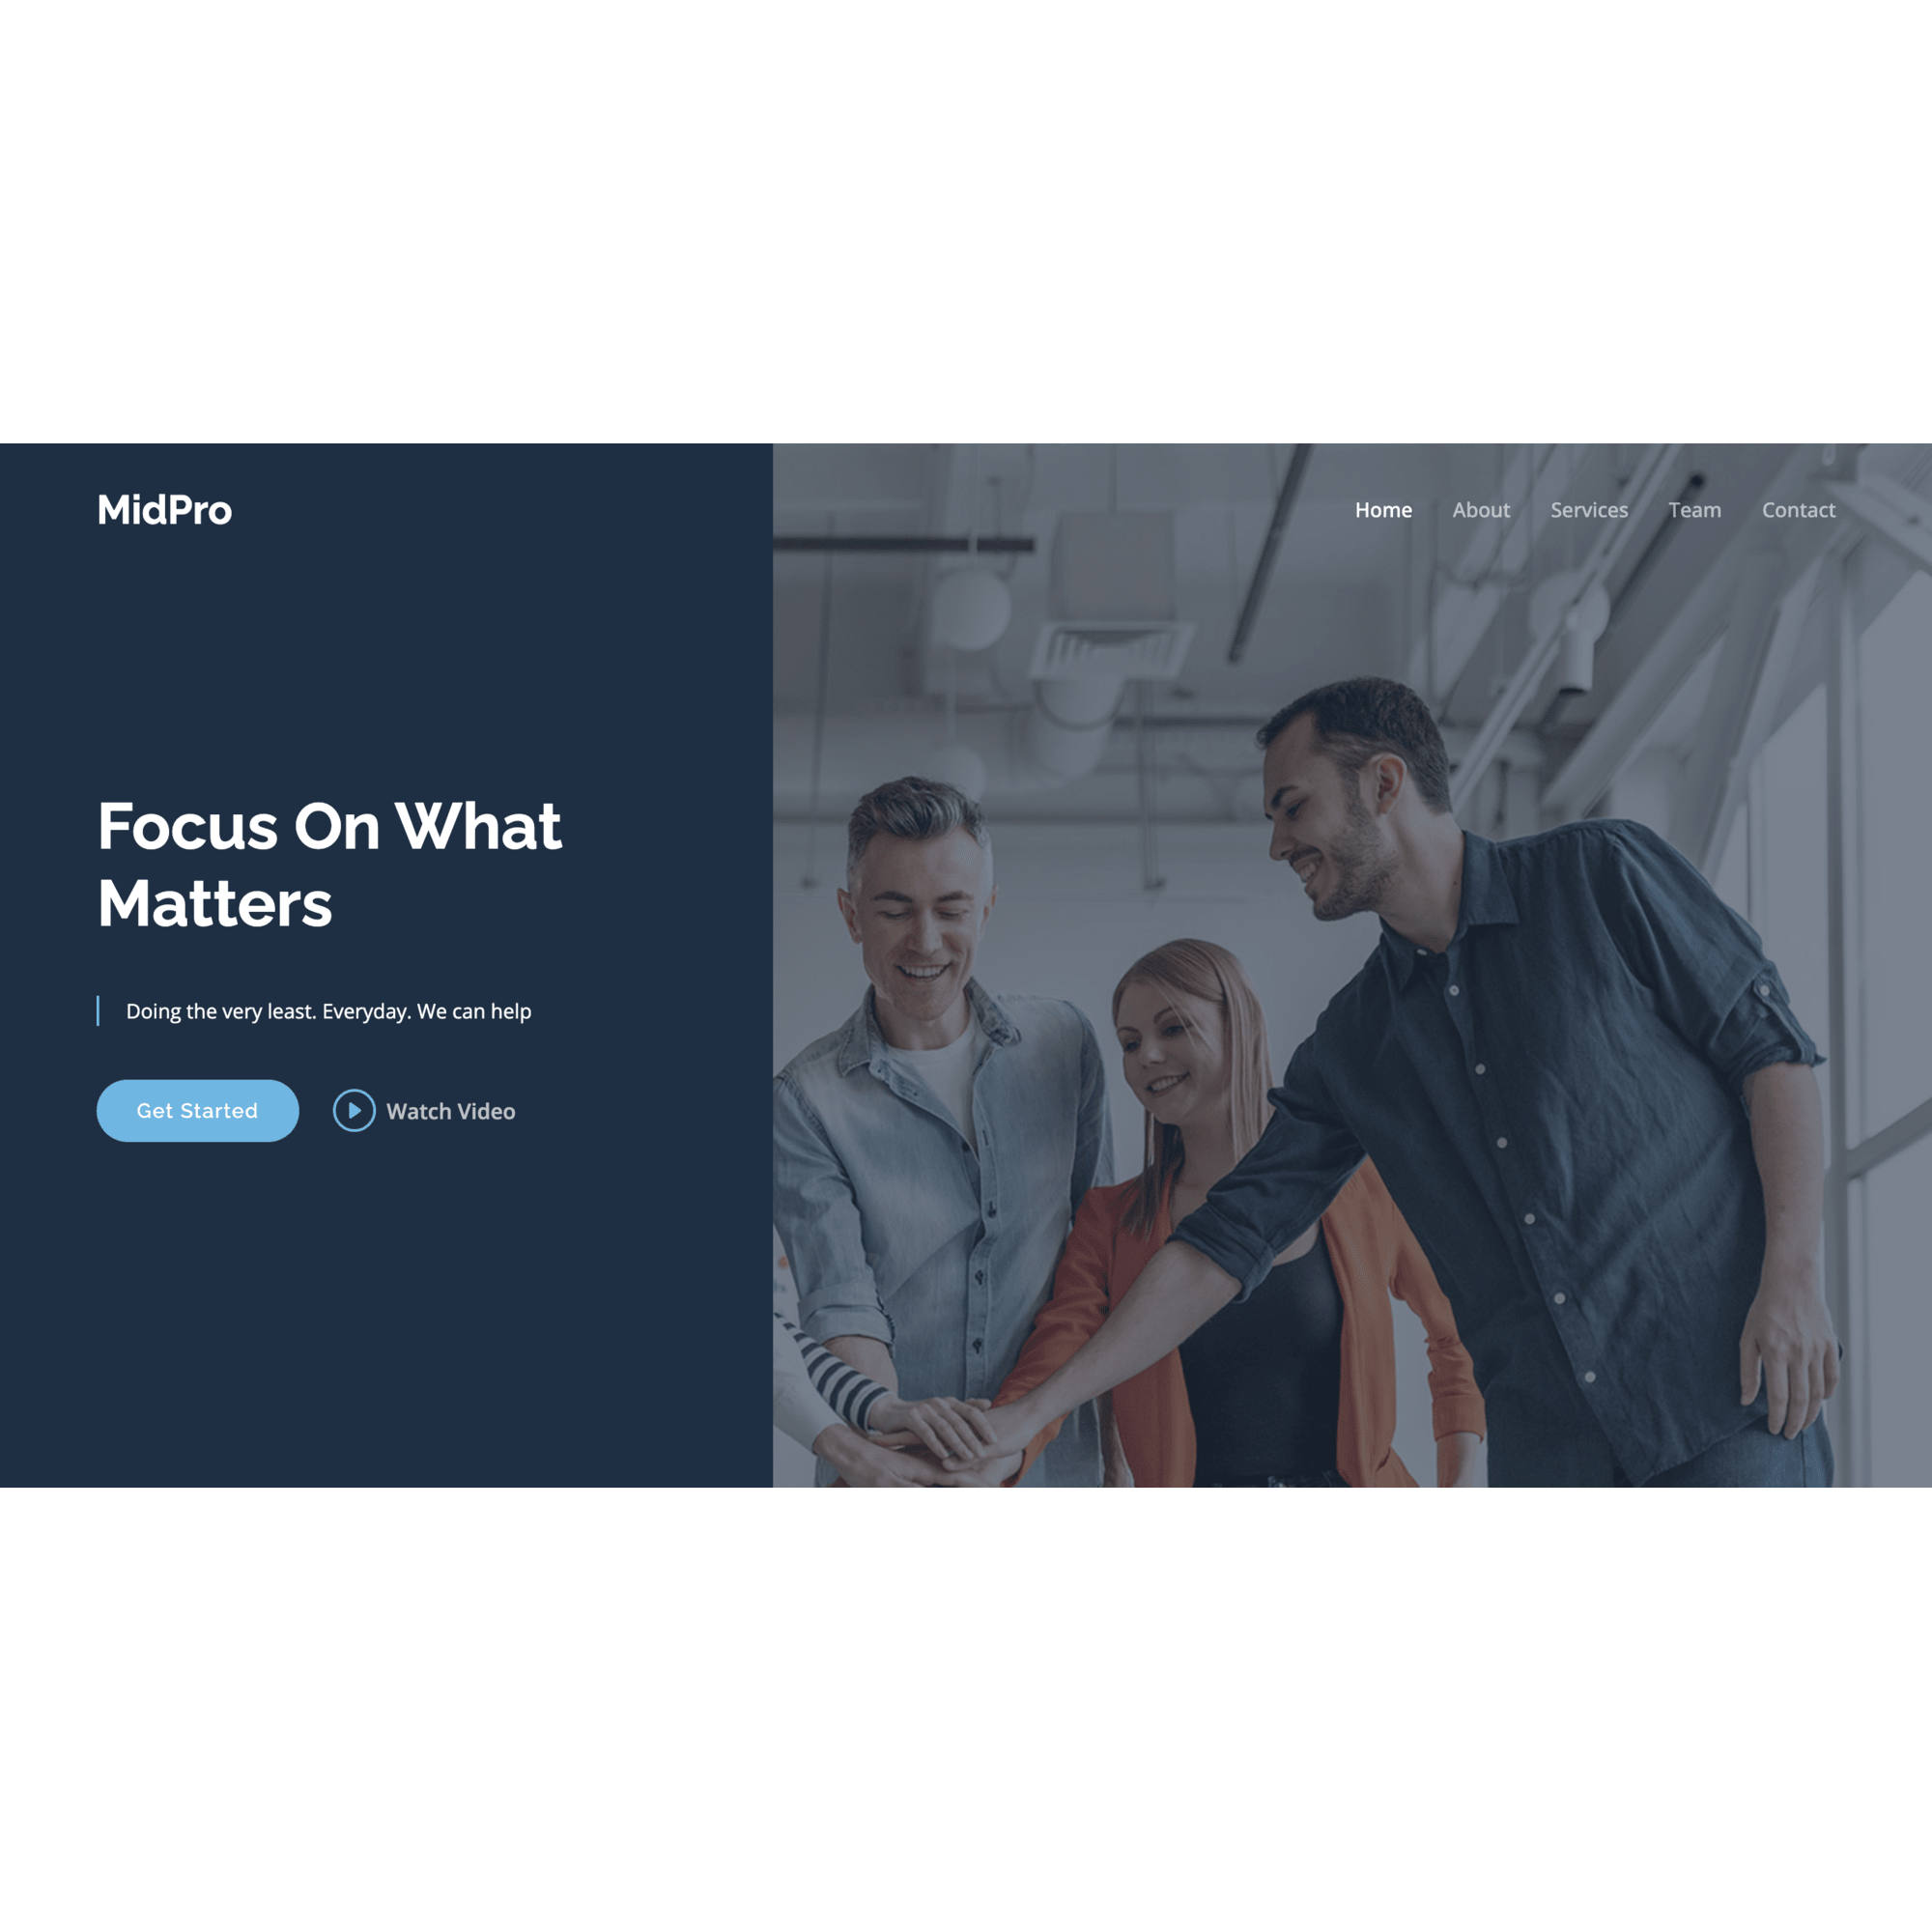 MidPro
Home About Services Team Contact
Focus On What
Matters
Doing the very least. Everyday. We can help
Get Started
Watch Video